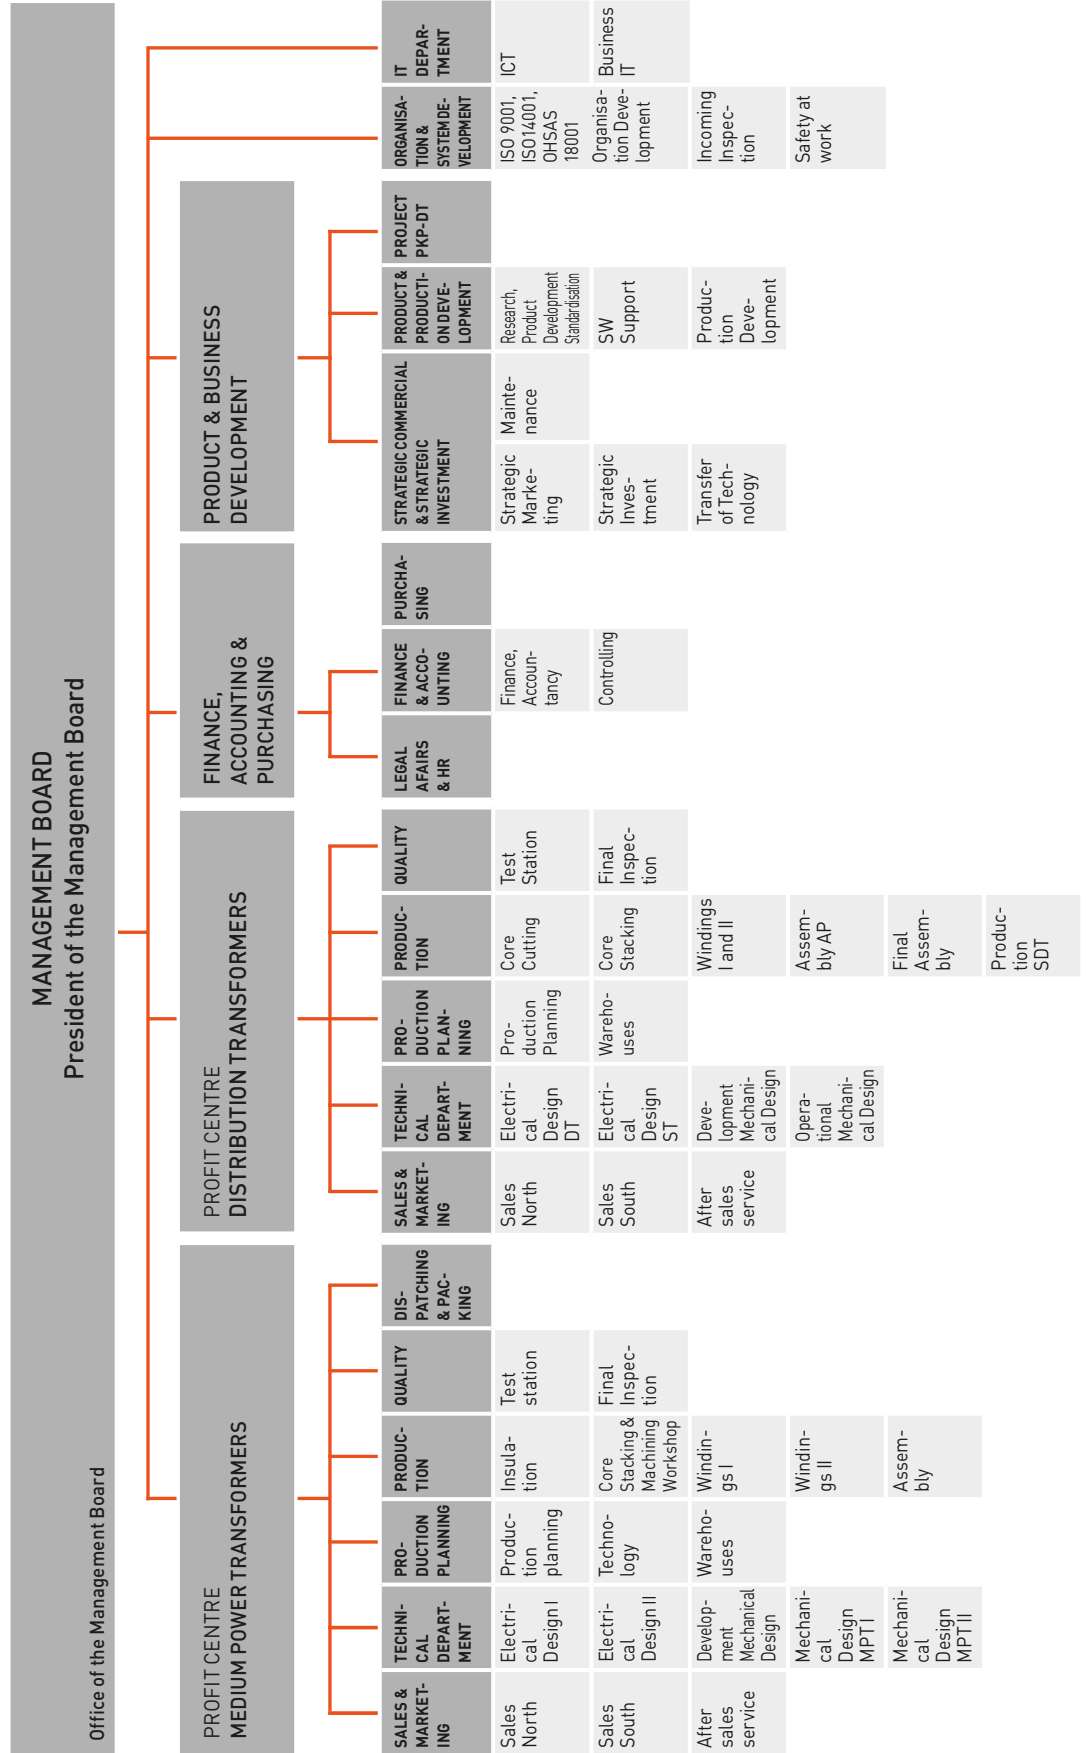 MANAGEMENT BOARD
President of the Management Board
Office of the Management Board
PROFIT CENTRE
MEDIUM POWER TRANSFORMERS
SALES &
MARKET-
ING
Sales
North
Sales
South
After
sales
service
TECHNI-
CAL
DEPART-
MENT
Electri-
cal
Design I
Electri-
cal
Design II
Develop-
ment
Mechanical
Design
Mechani-
cal
Design
MPT I
Mechani-
cal
Design
MPT II
PRO-
DUCTION
PLANNING
Produc-
tion
planning
Techno-
logy
Wareho-
uses
PRODUC-
TION
Insula-
tion
Core
Stacking &
Machining
Workshop
Windin-
gs I
Windin-
gs II
Assem-
bly
QUALITY
Test
station
Final
Inspec-
tion
DIS-
PATCHING
& PAC-
KING
PROFIT CENTRE
DISTRIBUTION TRANSFORMERS
SALES &
MARKET-
ING
Sales
North
Sales
South
After
sales
service
TECHNI-
CAL
DEPART-
MENT
Electri-
cal
Design
DT
Electri-
cal
Design
ST
Deve-
lopment
Mechani-
cal Design
Opera-
tional
Mechani-
cal Design
PRO-
DUCTION
PLAN-
NING
Pro-
duction
Planning
Wareho-
uses
PRODUC-
TION
Core
Cutting
Core
Stacking
Windings
I and II
Assem-
bly AP
Final
Assem-
bly
Produc-
tion
SDT
QUALITY
Test
Station
Final
Inspec-
tion
FINANCE,
ACCOUNTING &
PURCHASING
LEGAL
AFAIRS
& HR
FINANCE
& ACCO-
UNTING
Finance,
Accoun-
tancy
Controlling
PURCHA-
SING
PRODUCT & BUSINESS
DEVELOPMENT
STRATEGIC COMMERCIAL
& STRATEGIC
INVESTMENT
Strategic
Marke-
ting
Strategic
Inves-
tment
Transfer
of Tech-
nology
Mainte-
nance
PRODUCT &
PRODUCTI-
ON DEVE-
LOPMENT
Research,
Product
Development
Standardisation
SW
Support
Produc-
tion
Deve-
lopment
PROJECT
PKP-DT
ORGANISA-
TION &
SYSTEM DE-
VELOPMENT
ISO 9001,
ISO14001,
OHSAS
18001
Organisa-
tion Deve-
lopment
Incoming
Inspec-
tion
Safety at
work
IT
DEPAR-
TMENT
ICT
Business
IT